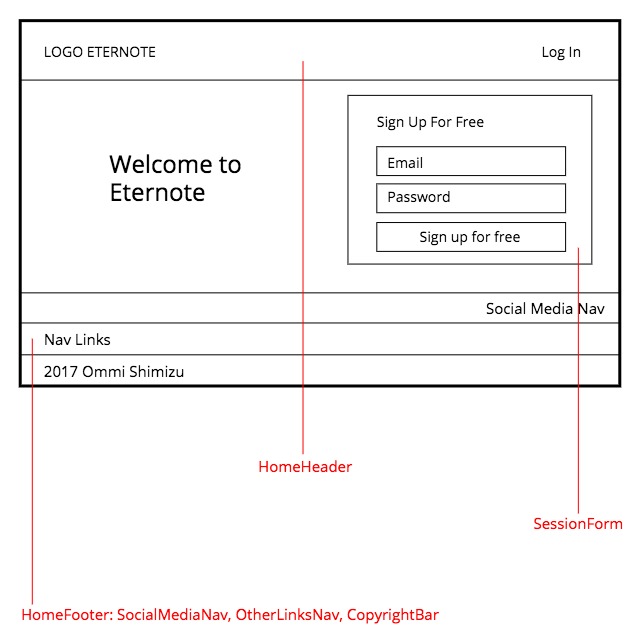 LOGO ETERNOTE
Log In
Welcome to
Eternote
Sign Up For Free
Email
Password
Sign up for free
Social Media Nav
Nav Links
2017 Ommi Shimizu
HomeHeader
SessionForm
HomeFooter: SocialMediaNav, OtherLinksNav, CopyrightBar